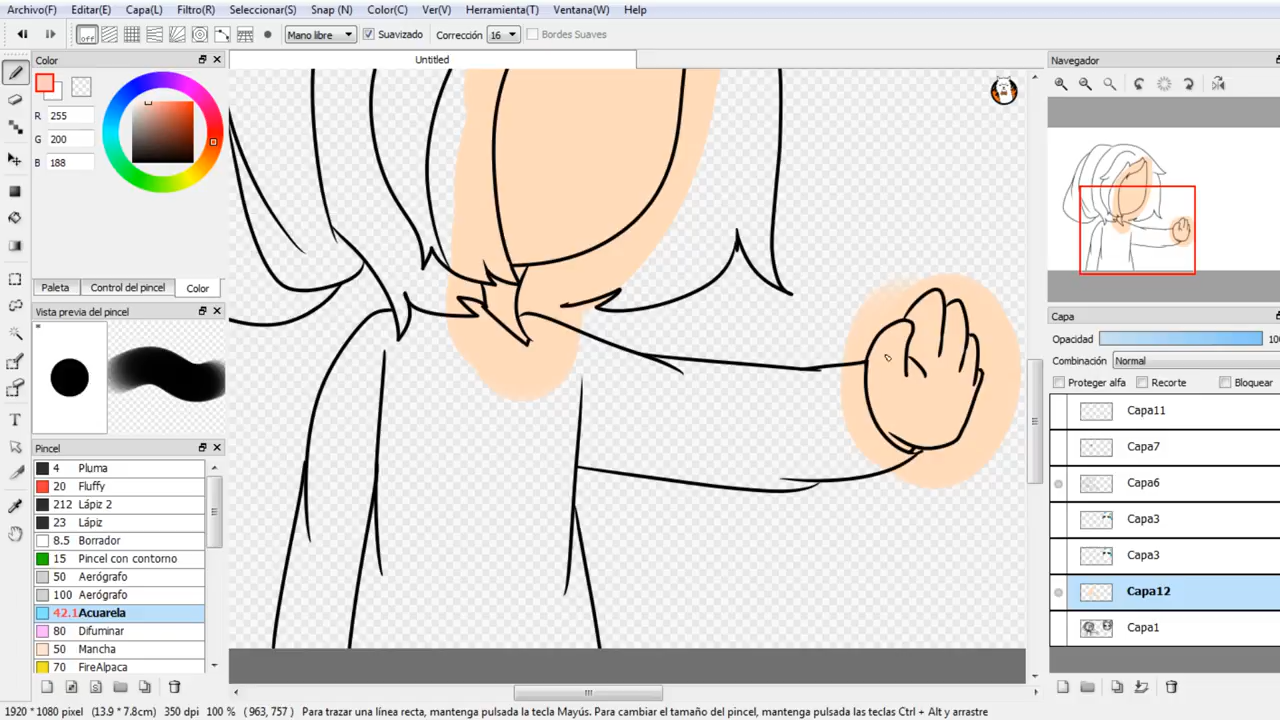 Archivo(F) Editar(E) Capa(L) Filtro(R) Seleccionar(S) Snap (N) Color(C) Ver(V) Herramienta(T) Ventana(W) Help
Off Mano libre Suavizado Corrección 16 Bordes Suaves
Color
Untitled
Navegador
R 255
G 200
B 188
Paleta Control del pincel Color
Vista previa del pincel
Capa
Opacidad 100
Combinación Normal
Proteger alfa Recorte Bloquear
Capa11
Capa7
Capa6
Capa3
Capa3
Capa12
Capa1
Pincel
4 Pluma
20 Fluffy
212 Lápiz 2
23 Lápiz
8.5 Borrador
15 Pincel con contorno
50 Aerógrafo
100 Aerógrafo
42.1 Acuarela
80 Difuminar
50 Mancha
70 FireAlpaca
1920 * 1080 pixel (13.9 * 7.8cm) 350 dpi 100 % ( 963, 757 ) Para trazar una línea recta, mantenga pulsada la tecla Mayús. Para cambiar el tamaño del pincel, mantenga pulsadas las teclas Ctrl + Alt y arrastre